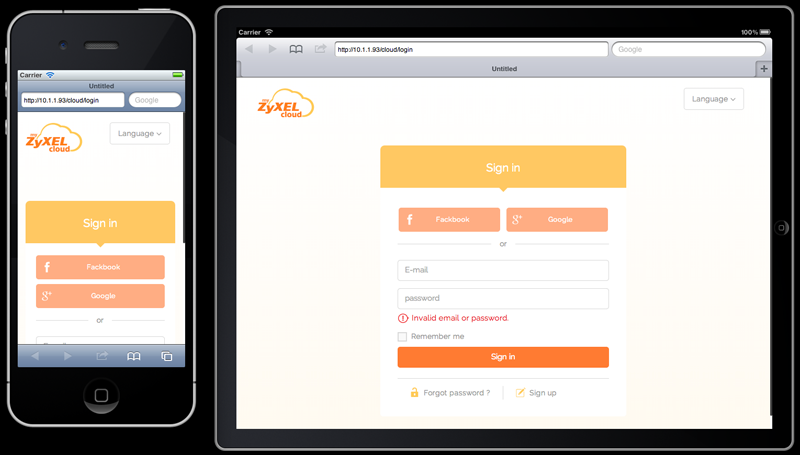 Carrier
Untitled
http://10.1.1.93/cloud/login
Google
my
ZyXEL
cloud
Language
Sign in
Fackbook
Google
or
Carrier
100%
http://10.1.1.93/cloud/login
Google
Untitled
my
ZyXEL
cloud
Language
Sign in
Fackbook
Google
or
E-mail
password
Invalid email or password.
Remember me
Sign in
Forgot password ?
Sign up